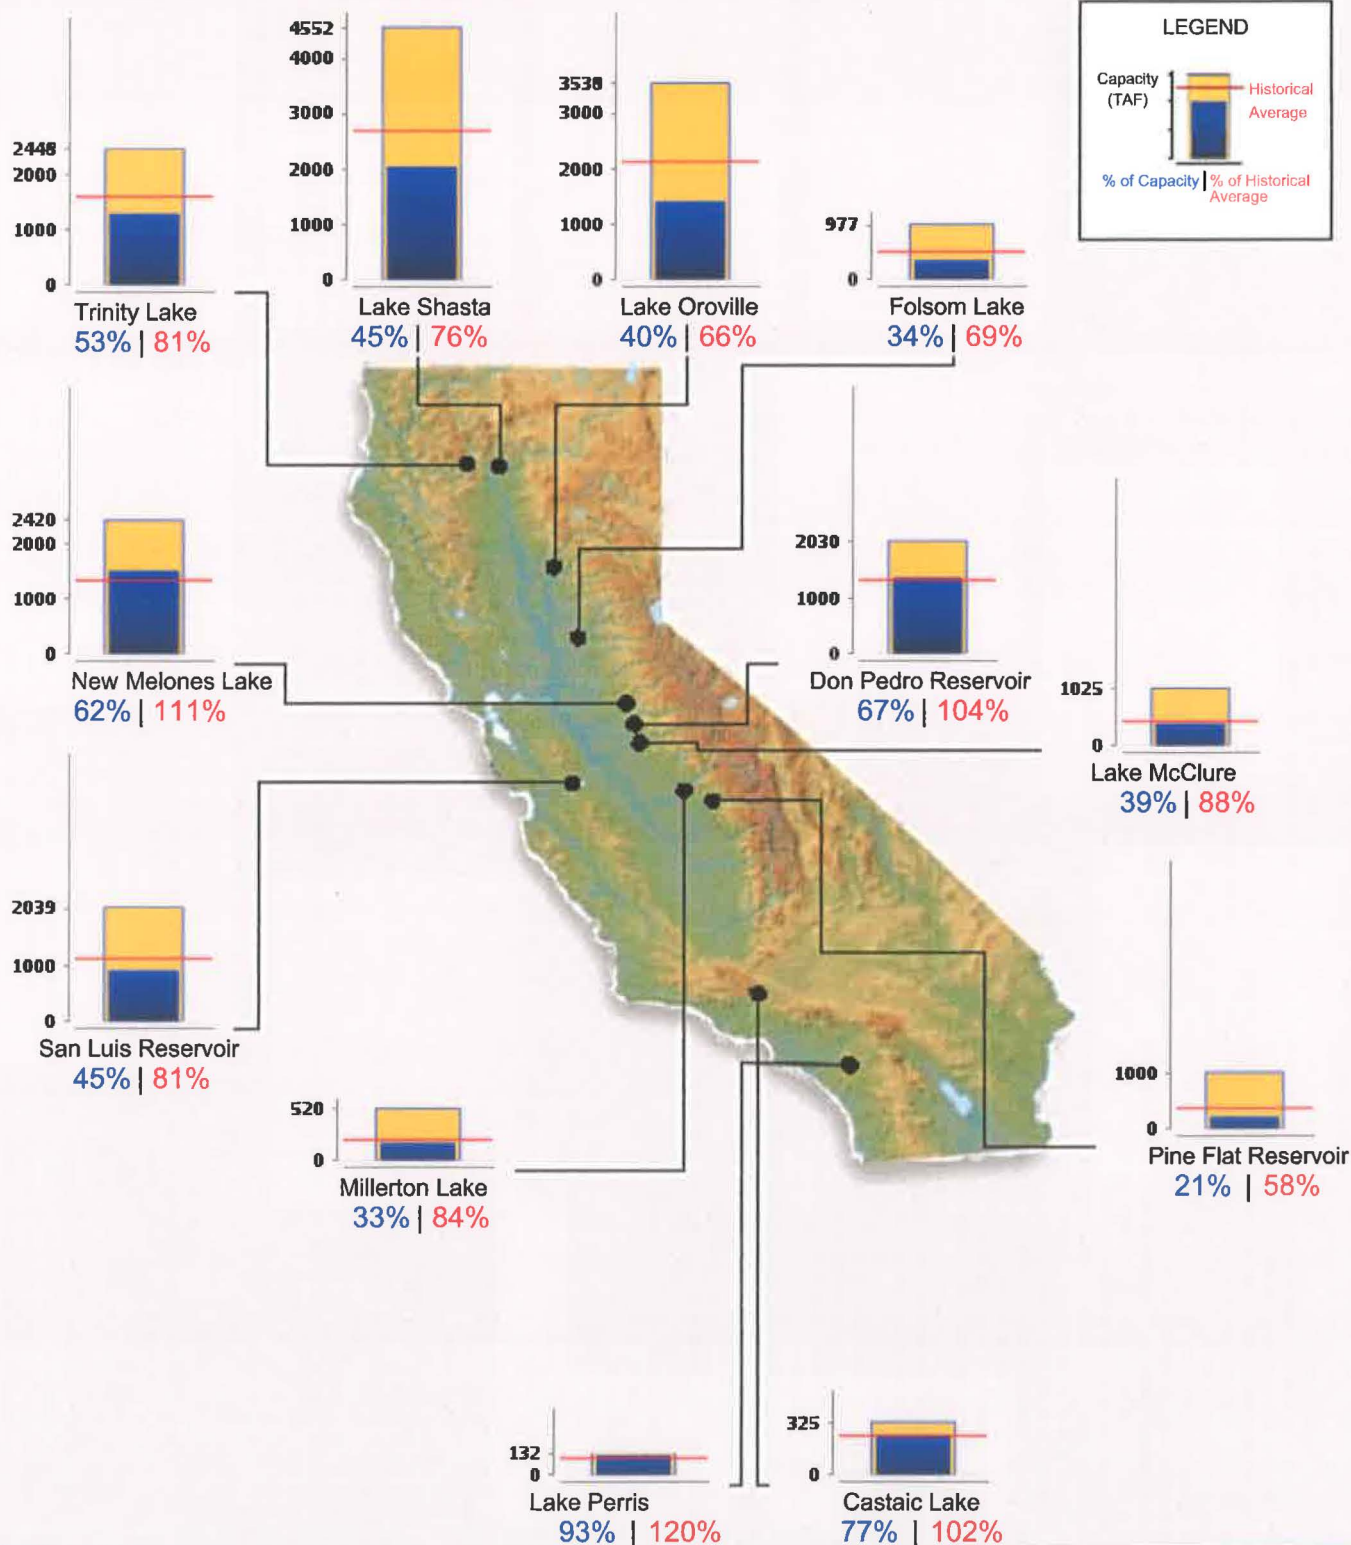 LEGEND
Capacity
(TAF)
Historical
Average
% of Capacity | % of Historical
Average
2448
2000
1000
0
Trinity Lake
53% | 81%
4552
4000
3000
2000
1000
0
Lake Shasta
45% | 76%
3538
3000
2000
1000
0
Lake Oroville
40% | 66%
977
0
Folsom Lake
34% | 69%
2420
2000
1000
0
New Melones Lake
62% | 111%
2030
1000
0
Don Pedro Reservoir
67% | 104%
1025
0
Lake McClure
39% | 88%
2039
1000
0
San Luis Reservoir
45% | 81%
520
0
Millerton Lake
33% | 84%
1000
0
Pine Flat Reservoir
21% | 58%
132
0
Lake Perris
93% | 120%
325
0
Castaic Lake
77% | 102%